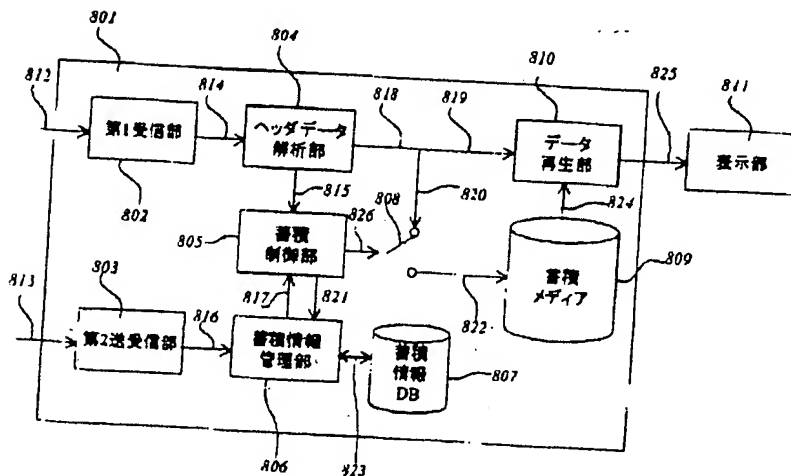 801
804
810
825
811
812
814
818
819
第1受信部
ヘッダデータ
解析部
データ
再生部
表示部
802
815
820
808
824
805
蓄積
制御部
826
蓄積
メディア
809
803
817
821
822
813
第2送受信部
816
蓄積情報
管理部
蓄積
情報
DB
807
806
823